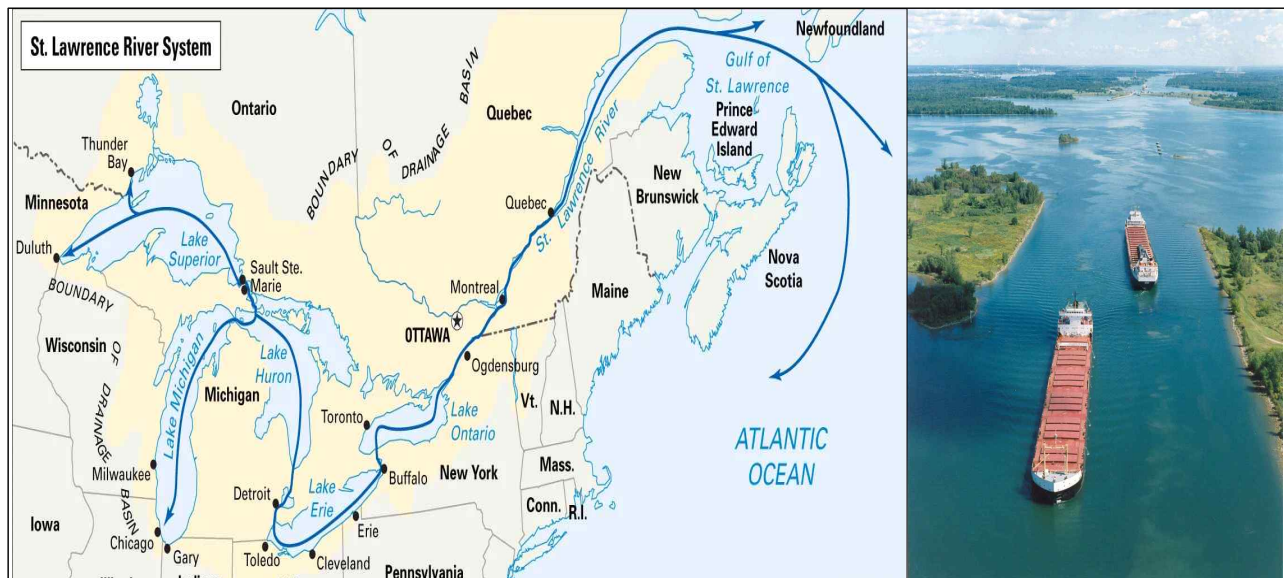 St. Lawrence River System
Newfoundland
Gulf of
St. Lawrence
Prince
Edward
Island
Quebec
BOUNDARY
OF
DRAINAGE
BASIN
Ontario
Thunder
Bay
Minnesota
Duluth
Lake
Superior
Sault Ste.
Marie
BOUNDARY
OF
DRAINAGE
BASIN
Wisconsin
Lake Michigan
Michigan
Lake
Huron
Milwaukee
Iowa
Chicago
Gary
Detroit
Toledo
Lake
Erie
Cleveland
Erie
Pennsylvania
Buffalo
New York
Toronto
Lake
Ontario
OTTAWA
Ogdensburg
Montreal
Quebec
St. Lawrence River
New
Brunswick
Nova
Scotia
Maine
Vt.
N.H.
Mass.
Conn.
R.I.
ATLANTIC
OCEAN